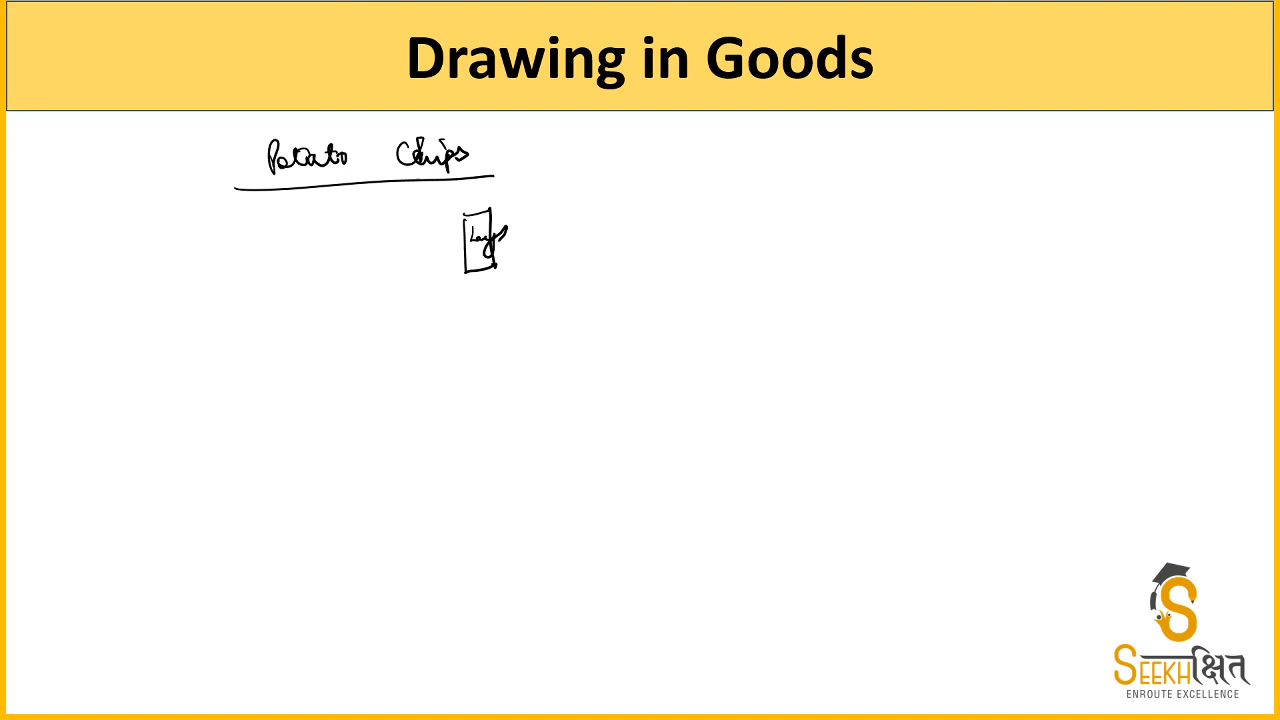 Drawing in Goods
Potato Chips
Lays
SEEKHक्षित
ENROUTE EXCELLENCE